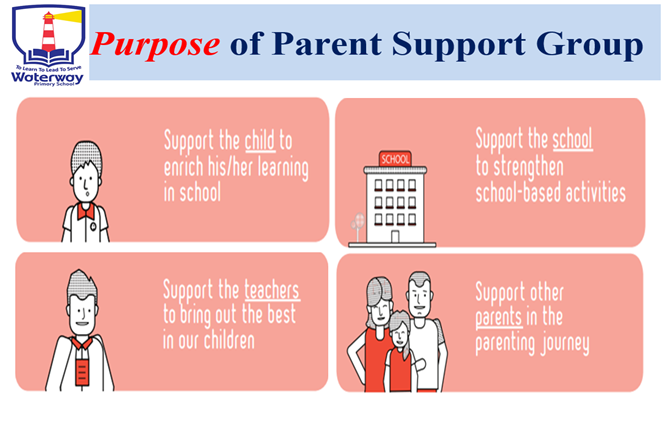 Purpose of Parent Support Group
To Learn To Lead To Serve
Waterway
Primary School
Support the child to
enrich his/her learning
in school
SCHOOL
Support the school
to strengthen
school-based activities
Support the teachers
to bring out the best
in our children
Support other
parents in the
parenting journey